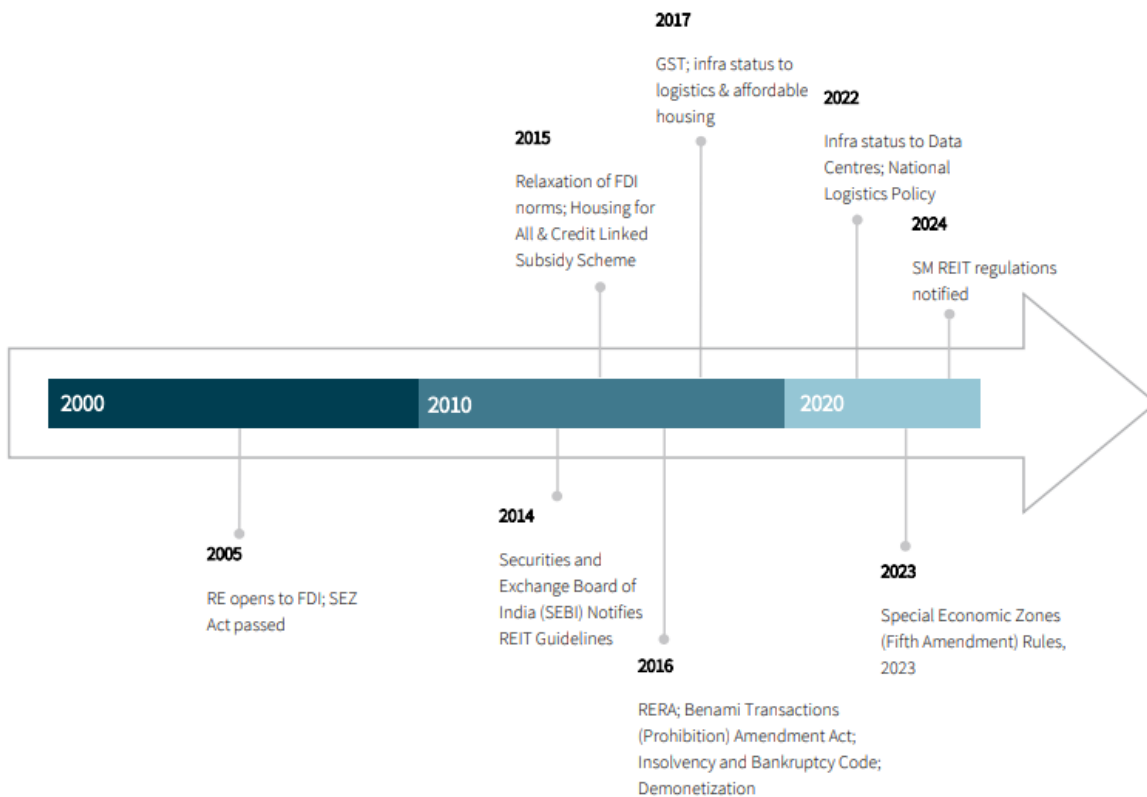 2017
GST; infra status to
logistics & affordable
housing
2022
Infra status to Data
Centres; National
Logistics Policy
2015
Relaxation of FDI
norms; Housing for
All & Credit Linked
Subsidy Scheme
2024
SM REIT regulations
notified
2000
2010
2020
2005
RE opens to FDI; SEZ
Act passed
2014
Securities and
Exchange Board of
India (SEBI) Notifies
REIT Guidelines
2016
RERA; Benami Transactions
(Prohibition) Amendment Act;
Insolvency and Bankruptcy Code;
Demonetization
2023
Special Economic Zones
(Fifth Amendment) Rules,
2023